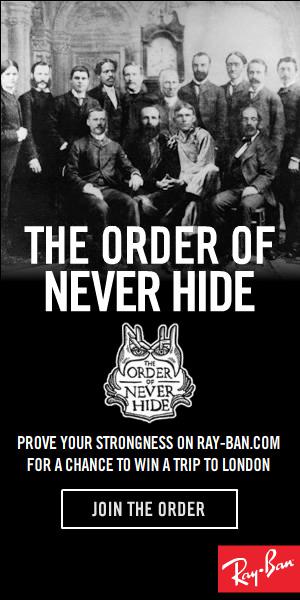 THE ORDER OF
NEVER HIDE
THE
ORDER
OF
NEVER
HIDE
PROVE YOUR STRONGNESS ON RAY-BAN.COM
FOR A CHANCE TO WIN A TRIP TO LONDON
JOIN THE ORDER
Ray-Ban